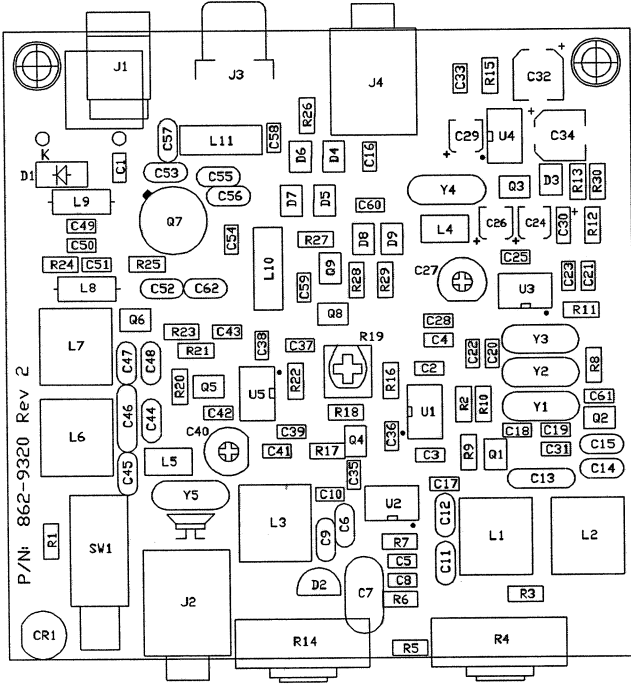 J1
J3
J4
C33
R15
C32
C57
L11
C58
R26
C29
U4
C34
K
D1
C1
C53
D6
D4
C16
C55
C56
Y4
Q3
D3
R13
R30
L9
Q7
D7
D5
C60
C49
C50
C54
R27
D8
D9
L4
C26
C24
C30
R12
R24
C51
R25
L10
Q9
C27
C25
L8
C52
C62
C59
R28
R29
U3
C23
C21
Q6
Q8
R11
L7
R23
C43
C38
C37
R19
C28
C4
Y3
R21
C47
C48
C22
C20
R20
Q5
U5
R22
R16
C2
Y2
R8
C46
C44
C42
R18
U1
R2
R10
Y1
C61
Q2
L6
C40
C39
C41
R17
Q4
C36
C18
C19
C31
C15
C45
L5
C35
C3
R9
Q1
C14
Y5
C10
C17
C13
P/N: 862-9320 Rev 2
R1
SW1
L3
C9
C6
U2
C12
L1
L2
R7
C5
C11
C8
D2
C7
R6
R3
J2
CR1
R14
R5
R4